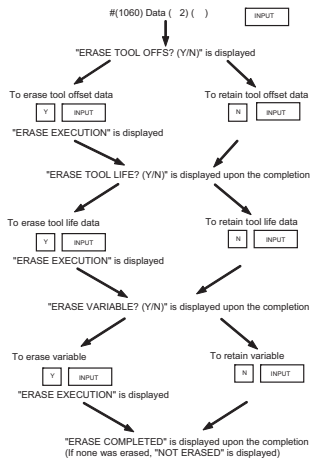 #(1060) Data ( 2) ( ) INPUT
"ERASE TOOL OFFS? (Y/N)" is displayed
To erase tool offset data To retain tool offset data
Y INPUT N INPUT
"ERASE EXECUTION" is displayed
"ERASE TOOL LIFE? (Y/N)" is displayed upon the completion
To erase tool life data To retain tool life data
Y INPUT N INPUT
"ERASE EXECUTION" is displayed
"ERASE VARIABLE? (Y/N)" is displayed upon the completion
To erase variable To retain variable
Y INPUT N INPUT
"ERASE EXECUTION" is displayed
"ERASE COMPLETED" is displayed upon the completion
(If none was erased, "NOT ERASED" is displayed)